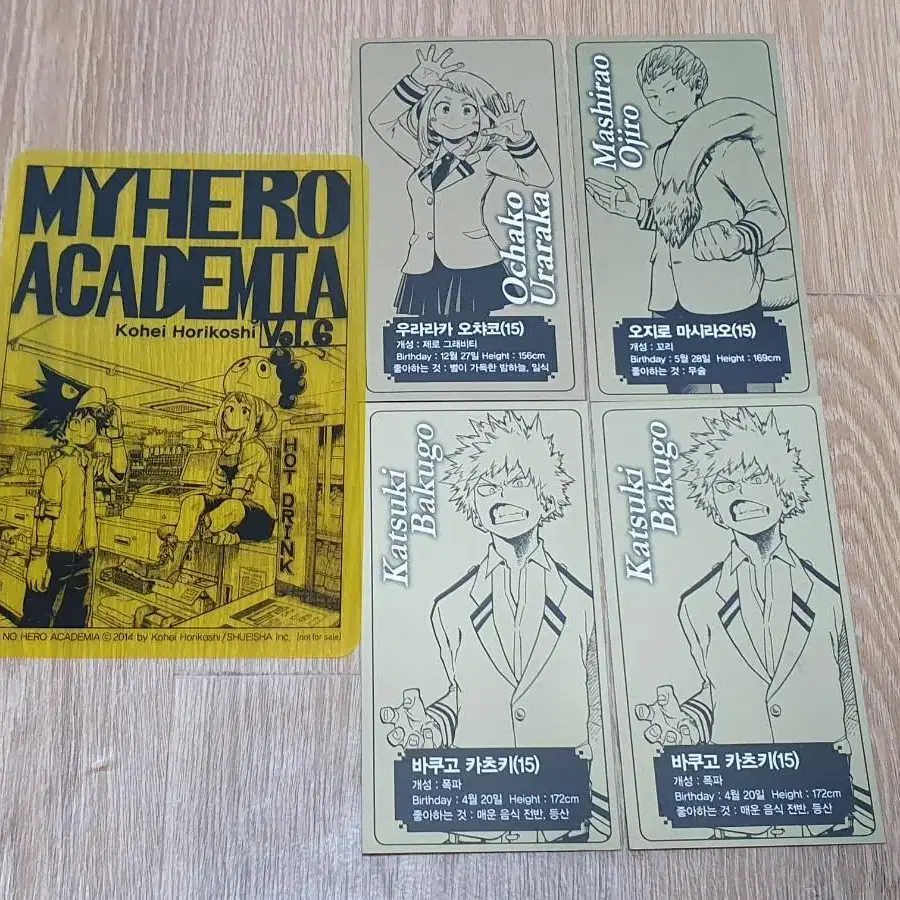 MY HERO
ACADEMIA
Kohei Horikoshi
Vol.6
HOT DRINK
NO HERO ACADEMIA © 2014 by Kohei Horikoshi/SHUEISHA Inc. [not for sale]
Ochako
Uraraka
우라라카 오챠코(15)
개성 : 제로 그래비티
Birthday : 12월 27일 Height : 156cm
좋아하는 것 : 별이 가득한 밤하늘, 일식
Mashirao
Ojiro
오지로 마시라오(15)
개성 : 꼬리
Birthday : 5월 28일 Height : 169cm
좋아하는 것 : 무술
Katsuki
Bakugo
바쿠고 카츠키(15)
개성 : 폭파
Birthday : 4월 20일 Height : 172cm
좋아하는 것 : 매운 음식 전반, 등산
Katsuki
Bakugo
바쿠고 카츠키(15)
개성 : 폭파
Birthday : 4월 20일 Height : 172cm
좋아하는 것 : 매운 음식 전반, 등산